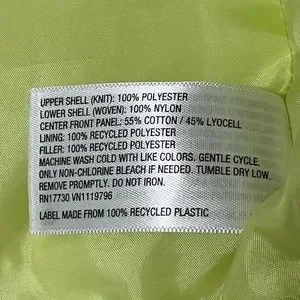 UPPER SHELL (KNIT): 100% POLYESTER
LOWER SHELL (WOVEN): 100% NYLON
CENTER FRONT PANEL: 55% COTTON / 45% LYOCELL
LINING: 100% RECYCLED POLYESTER
FILLER: 100% RECYCLED POLYESTER
MACHINE WASH COLD WITH LIKE COLORS. GENTLE CYCLE.
ONLY NON-CHLORINE BLEACH IF NEEDED. TUMBLE DRY LOW.
REMOVE PROMPTLY. DO NOT IRON.
RN17730 VN1119796
LABEL MADE FROM 100% RECYCLED PLASTIC